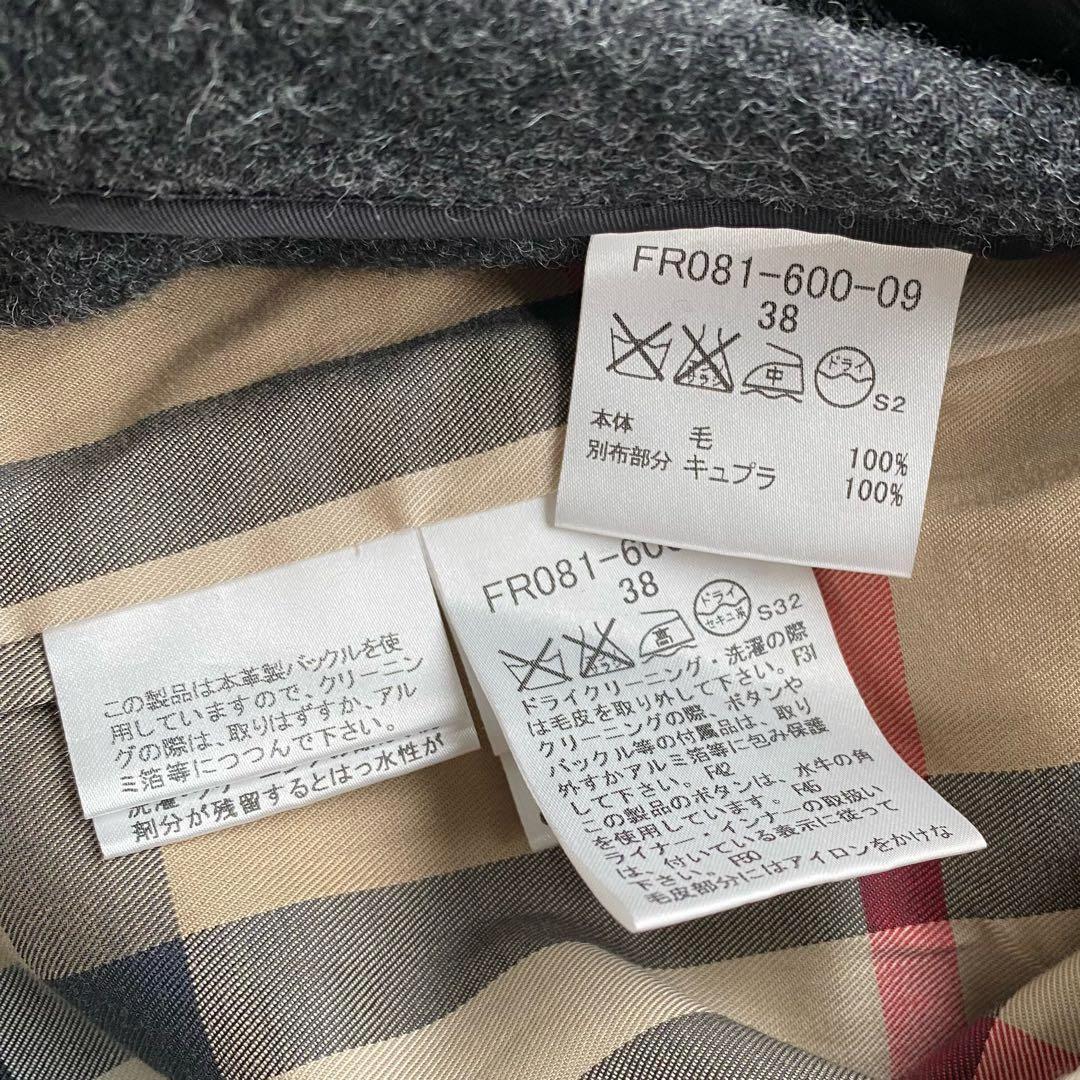 FR081-600-09
38
中 ドライ S2
本体 毛 100%
別布部分 キュプラ 100%
FR081-600
38
高 ドライ セキユ系 S32
ドライクリーニング・洗濯の際
は毛皮を取り外して下さい。F31
クリーニングの際、ボタンや
バックル等の付属品は、取り
外すかアルミ箔等に包み保護
して下さい。F42
この製品のボタンは、水牛の角
を使用しています。F45
ライナー・インナーの取扱い
は、付いている表示に従って
下さい。F50
毛皮部分にはアイロンをかけな
この製品は本革製バックルを使
用していますので、クリーニン
グの際は、取りはずすか、アル
ミ箔等につつんで下さい。
剤分が残留するとはっ水性が